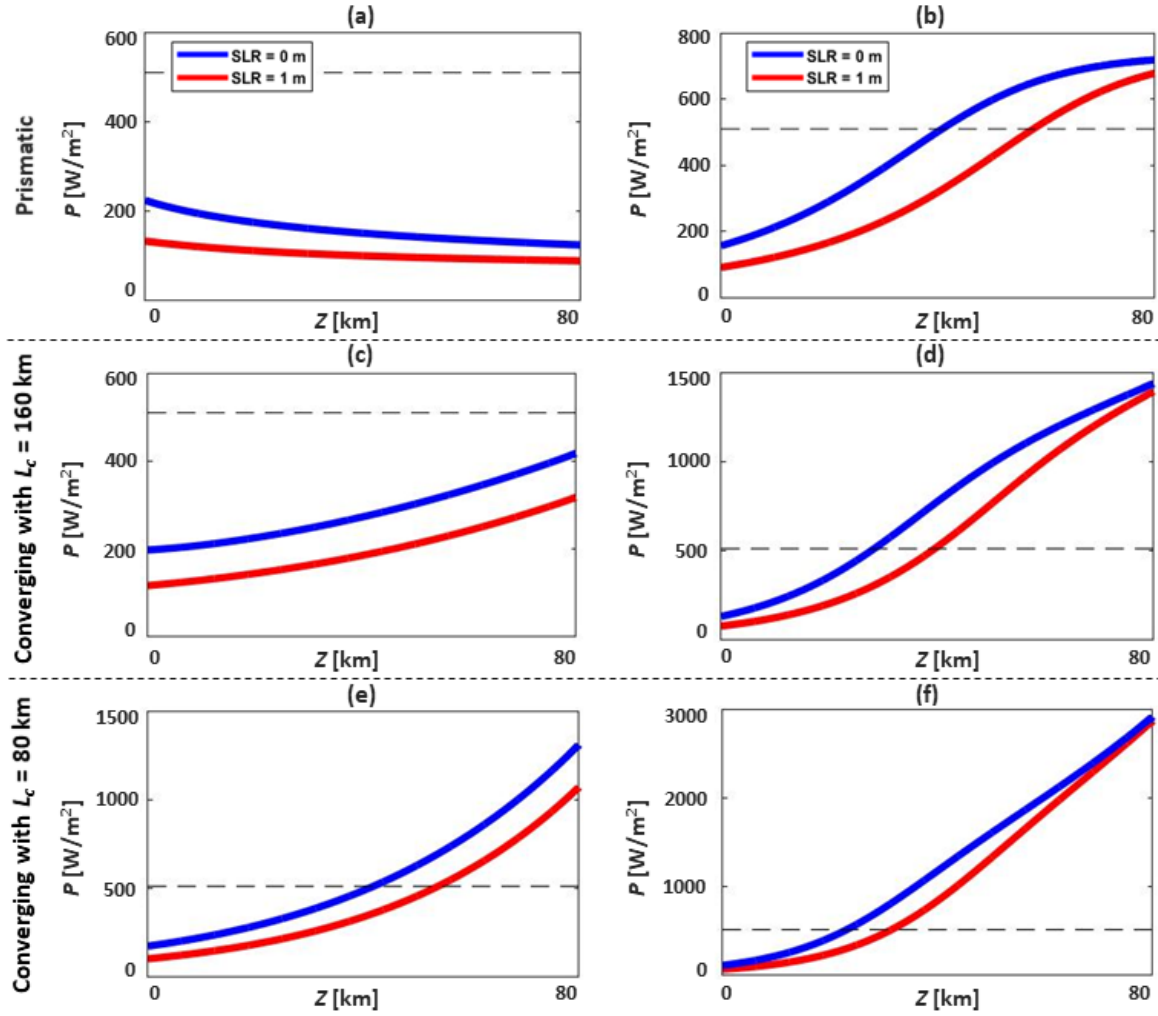 (a)
(b)
Prismatic
P [W/m²]
600
400
200
0
SLR = 0 m
SLR = 1 m
0
Z [km]
80
P [W/m²]
800
600
400
200
0
SLR = 0 m
SLR = 1 m
0
Z [km]
80
(c)
(d)
Converging with Lc = 160 km
P [W/m²]
600
400
200
0
0
Z [km]
80
P [W/m²]
1500
1000
500
0
0
Z [km]
80
(e)
(f)
Converging with Lc = 80 km
P [W/m²]
1500
1000
500
0
0
Z [km]
80
P [W/m²]
3000
2000
1000
0
0
Z [km]
80